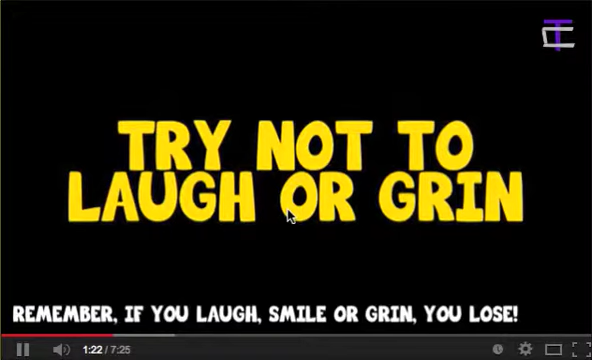 TRY NOT TO
LAUGH OR GRIN
REMEMBER, IF YOU LAUGH, SMILE OR GRIN, YOU LOSE!
1:22 / 7:25